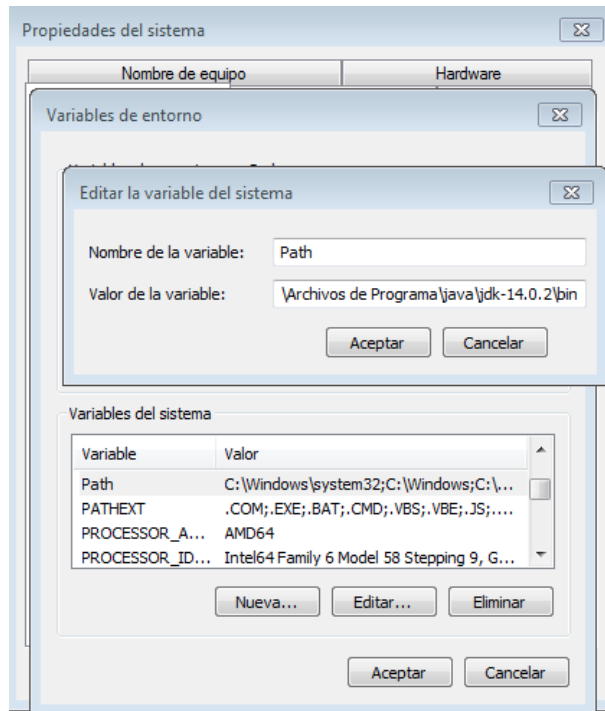 Propiedades del sistema
Nombre de equipo Hardware
Variables de entorno
Editar la variable del sistema
Nombre de la variable: Path
Valor de la variable: \Archivos de Programa\java\jdk-14.0.2\bin
Aceptar Cancelar
Variables del sistema
Variable Valor
Path C:\Windows\system32;C:\Windows;C:\...
PATHEXT .COM;.EXE;.BAT;.CMD;.VBS;.VBE;.JS;....
PROCESSOR_A... AMD64
PROCESSOR_ID... Intel64 Family 6 Model 58 Stepping 9, G...
Nueva... Editar... Eliminar
Aceptar Cancelar